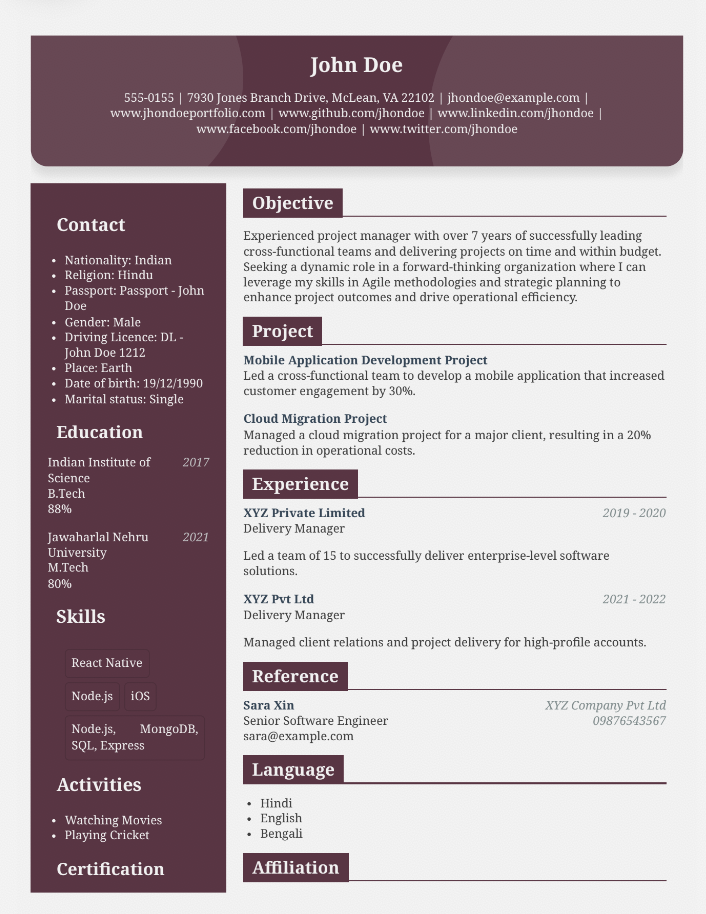 John Doe
555-0155 | 7930 Jones Branch Drive, McLean, VA 22102 | jhondoe@example.com |
www.jhondoeportfolio.com | www.github.com/jhondoe | www.linkedin.com/jhondoe |
www.facebook.com/jhondoe | www.twitter.com/jhondoe
Contact
• Nationality: Indian
• Religion: Hindu
• Passport: Passport - John
Doe
• Gender: Male
• Driving Licence: DL -
John Doe 1212
• Place: Earth
• Date of birth: 19/12/1990
• Marital status: Single
Education
Indian Institute of 2017
Science
B.Tech
88%
Jawaharlal Nehru 2021
University
M.Tech
80%
Skills
React Native
Node.js iOS
Node.js, MongoDB,
SQL, Express
Activities
• Watching Movies
• Playing Cricket
Certification
Objective
Experienced project manager with over 7 years of successfully leading
cross-functional teams and delivering projects on time and within budget.
Seeking a dynamic role in a forward-thinking organization where I can
leverage my skills in Agile methodologies and strategic planning to
enhance project outcomes and drive operational efficiency.
Project
Mobile Application Development Project
Led a cross-functional team to develop a mobile application that increased
customer engagement by 30%.
Cloud Migration Project
Managed a cloud migration project for a major client, resulting in a 20%
reduction in operational costs.
Experience
XYZ Private Limited 2019 - 2020
Delivery Manager
Led a team of 15 to successfully deliver enterprise-level software
solutions.
XYZ Pvt Ltd 2021 - 2022
Delivery Manager
Managed client relations and project delivery for high-profile accounts.
Reference
Sara Xin XYZ Company Pvt Ltd
Senior Software Engineer 09876543567
sara@example.com
Language
• Hindi
• English
• Bengali
Affiliation